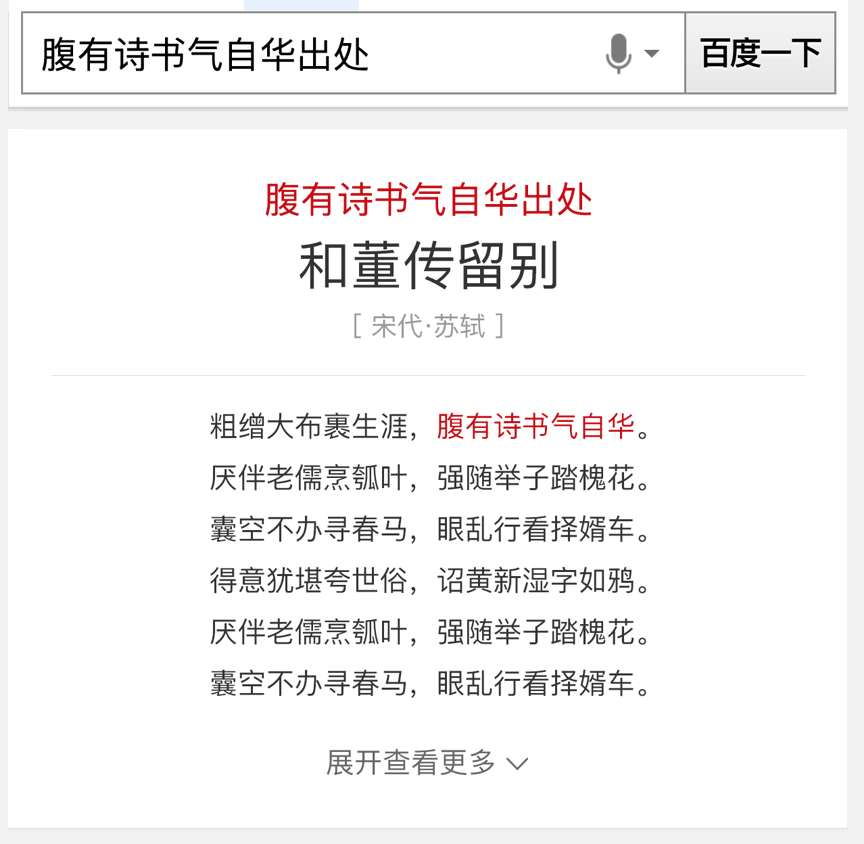 腹有诗书气自华出处
百度一下
腹有诗书气自华出处
和董传留别
[ 宋代·苏轼 ]
粗缯大布裹生涯，腹有诗书气自华。
厌伴老儒烹瓠叶，强随举子踏槐花。
囊空不办寻春马，眼乱行看择婿车。
得意犹堪夸世俗，诏黄新湿字如鸦。
厌伴老儒烹瓠叶，强随举子踏槐花。
囊空不办寻春马，眼乱行看择婿车。
展开查看更多